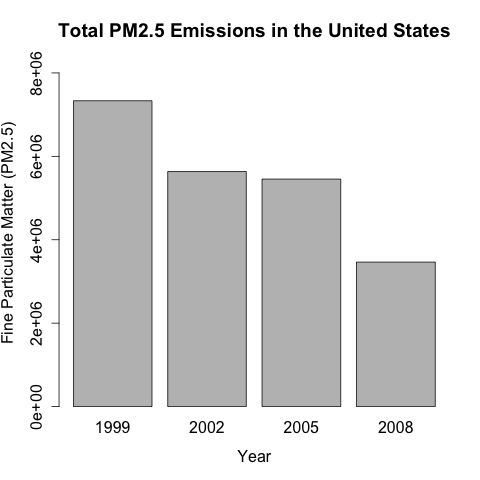 Total PM2.5 Emissions in the United States
Fine Particulate Matter (PM2.5)
8e+06
6e+06
4e+06
2e+06
0e+00
1999 2002 2005 2008
Year